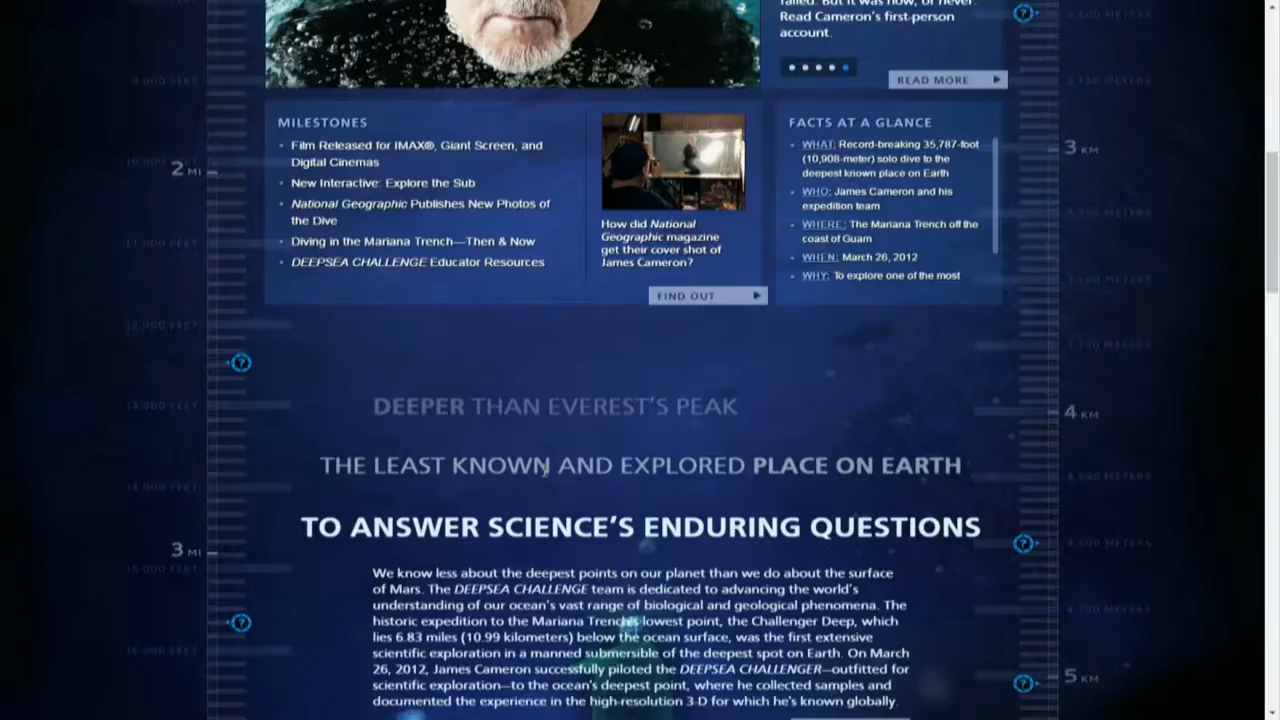 failed. But it was now, or never.
Read Cameron's first-person
account.
READ MORE
MILESTONES
Film Released for IMAX®, Giant Screen, and
Digital Cinemas
New Interactive: Explore the Sub
National Geographic Publishes New Photos of
the Dive
Diving in the Mariana Trench—Then & Now
DEEPSEA CHALLENGE Educator Resources
How did National
Geographic magazine
get their cover shot of
James Cameron?
FIND OUT
FACTS AT A GLANCE
WHAT: Record-breaking 35,787-foot
(10,908-meter) solo dive to the
deepest known place on Earth
WHO: James Cameron and his
expedition team
WHERE: The Mariana Trench off the
coast of Guam
WHEN: March 26, 2012
WHY: To explore one of the most
2 MI
3 KM
11,000 FEET
12,000 FEET
4 KM
DEEPER THAN EVEREST'S PEAK
THE LEAST KNOWN AND EXPLORED PLACE ON EARTH
TO ANSWER SCIENCE'S ENDURING QUESTIONS
3 MI
We know less about the deepest points on our planet than we do about the surface
of Mars. The DEEPSEA CHALLENGE team is dedicated to advancing the world's
understanding of our ocean's vast range of biological and geological phenomena. The
historic expedition to the Mariana Trench's lowest point, the Challenger Deep, which
lies 6.83 miles (10.99 kilometers) below the ocean surface, was the first extensive
scientific exploration in a manned submersible of the deepest spot on Earth. On March
26, 2012, James Cameron successfully piloted the DEEPSEA CHALLENGER—outfitted for
scientific exploration—to the ocean's deepest point, where he collected samples and
documented the experience in the high-resolution 3-D for which he's known globally.
5 KM